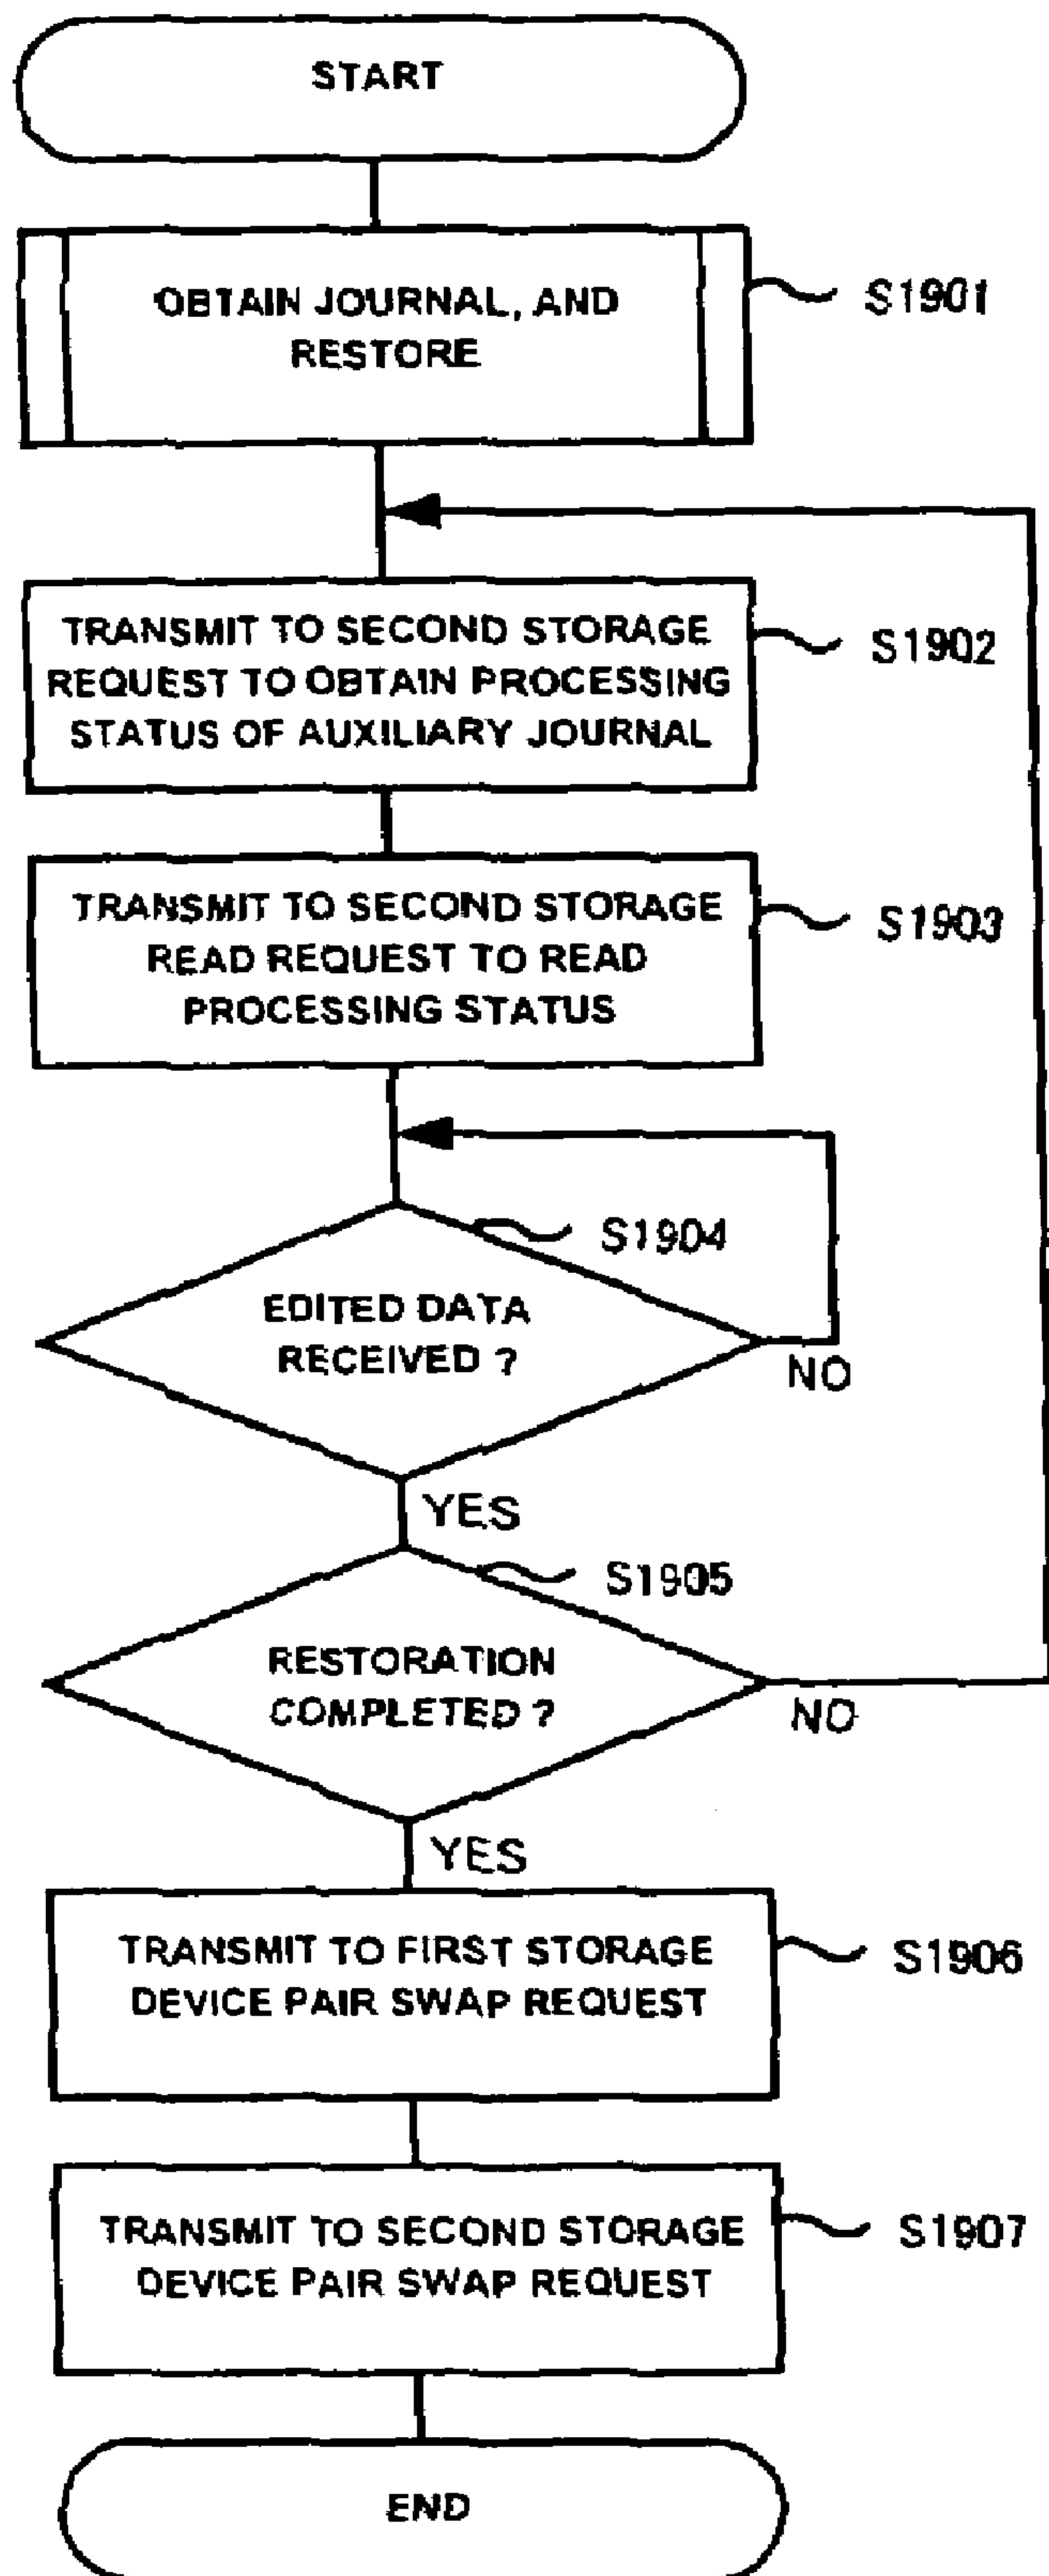 START
OBTAIN JOURNAL, AND
RESTORE
S1901
TRANSMIT TO SECOND STORAGE
REQUEST TO OBTAIN PROCESSING
STATUS OF AUXILIARY JOURNAL
S1902
TRANSMIT TO SECOND STORAGE
READ REQUEST TO READ
PROCESSING STATUS
S1903
S1904
EDITED DATA
RECEIVED ?
NO
YES
S1905
RESTORATION
COMPLETED ?
NO
YES
TRANSMIT TO FIRST STORAGE
DEVICE PAIR SWAP REQUEST
S1906
TRANSMIT TO SECOND STORAGE
DEVICE PAIR SWAP REQUEST
S1907
END